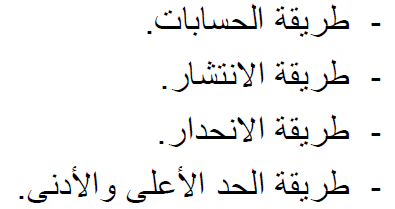 - طريقة الحسابات.
- طريقة الانتشار.
- طريقة الانحدار.
- طريقة الحد الأعلى والأدنى.